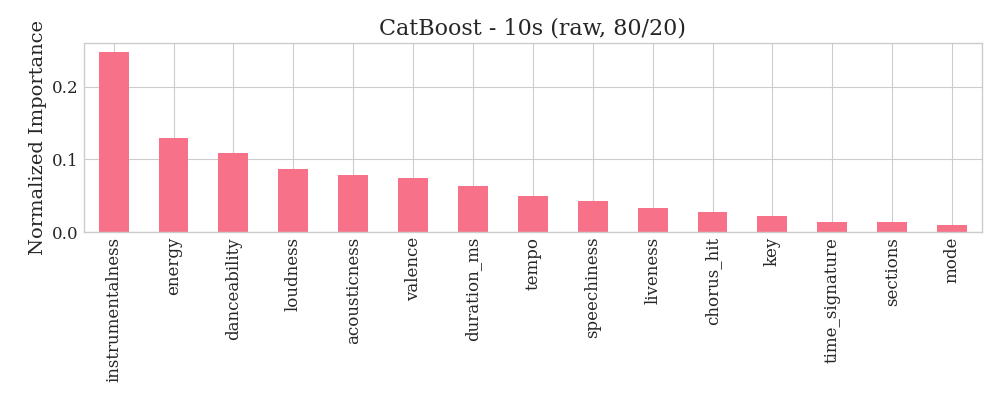 CatBoost - 10s (raw, 80/20)
Normalized Importance
0.2
0.1
0.0
instrumentalness
energy
danceability
loudness
acousticness
valence
duration_ms
tempo
speechiness
liveness
chorus_hit
key
time_signature
sections
mode